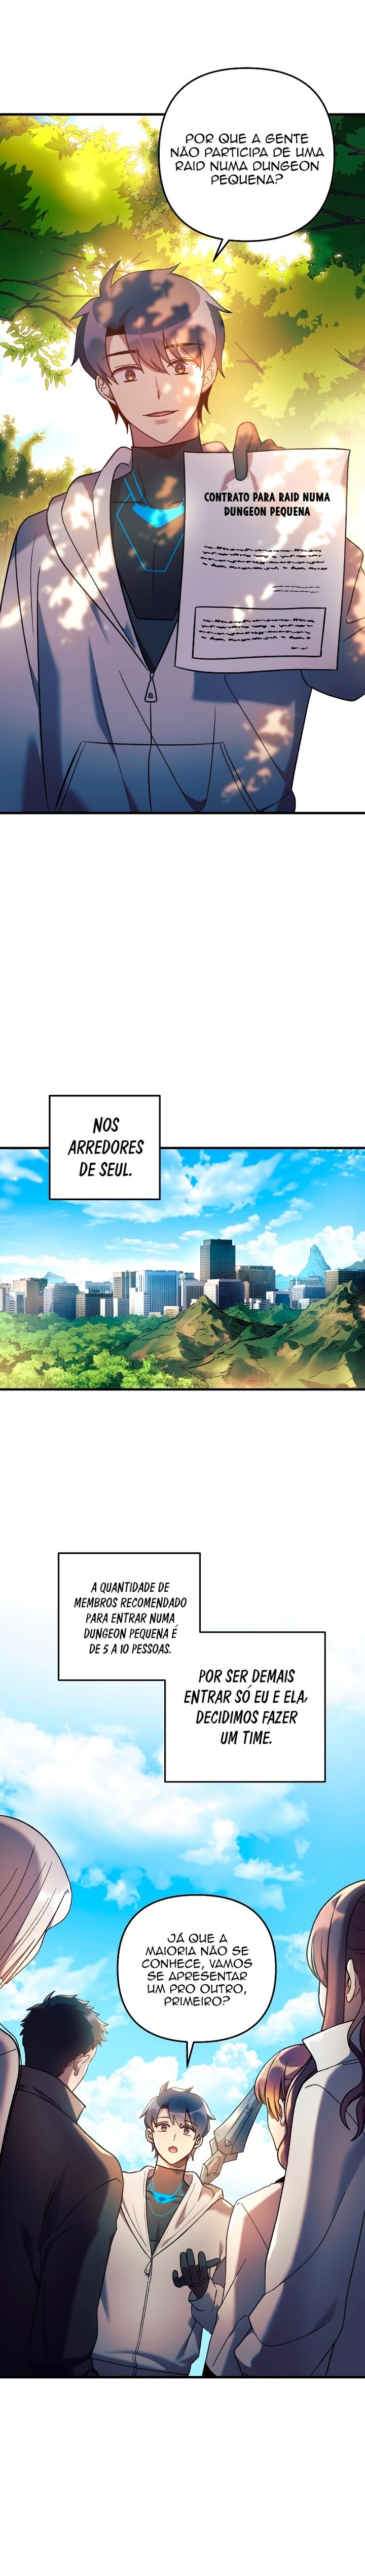 POR QUE A GENTE
NÃO PARTICIPA DE UMA
RAID NUMA DUNGEON
PEQUENA?
CONTRATO PARA RAID NUMA
DUNGEON PEQUENA
NOS
ARREDORES
DE SEUL.
A QUANTIDADE DE
MEMBROS RECOMENDADO
PARA ENTRAR NUMA
DUNGEON PEQUENA É
DE 5 A 10 PESSOAS.
POR SER DEMAIS
ENTRAR SÓ EU E ELA,
DECIDIMOS FAZER
UM TIME.
JÁ QUE A
MAIORIA NÃO SE
CONHECE, VAMOS
SE APRESENTAR
UM PRO OUTRO,
PRIMEIRO?